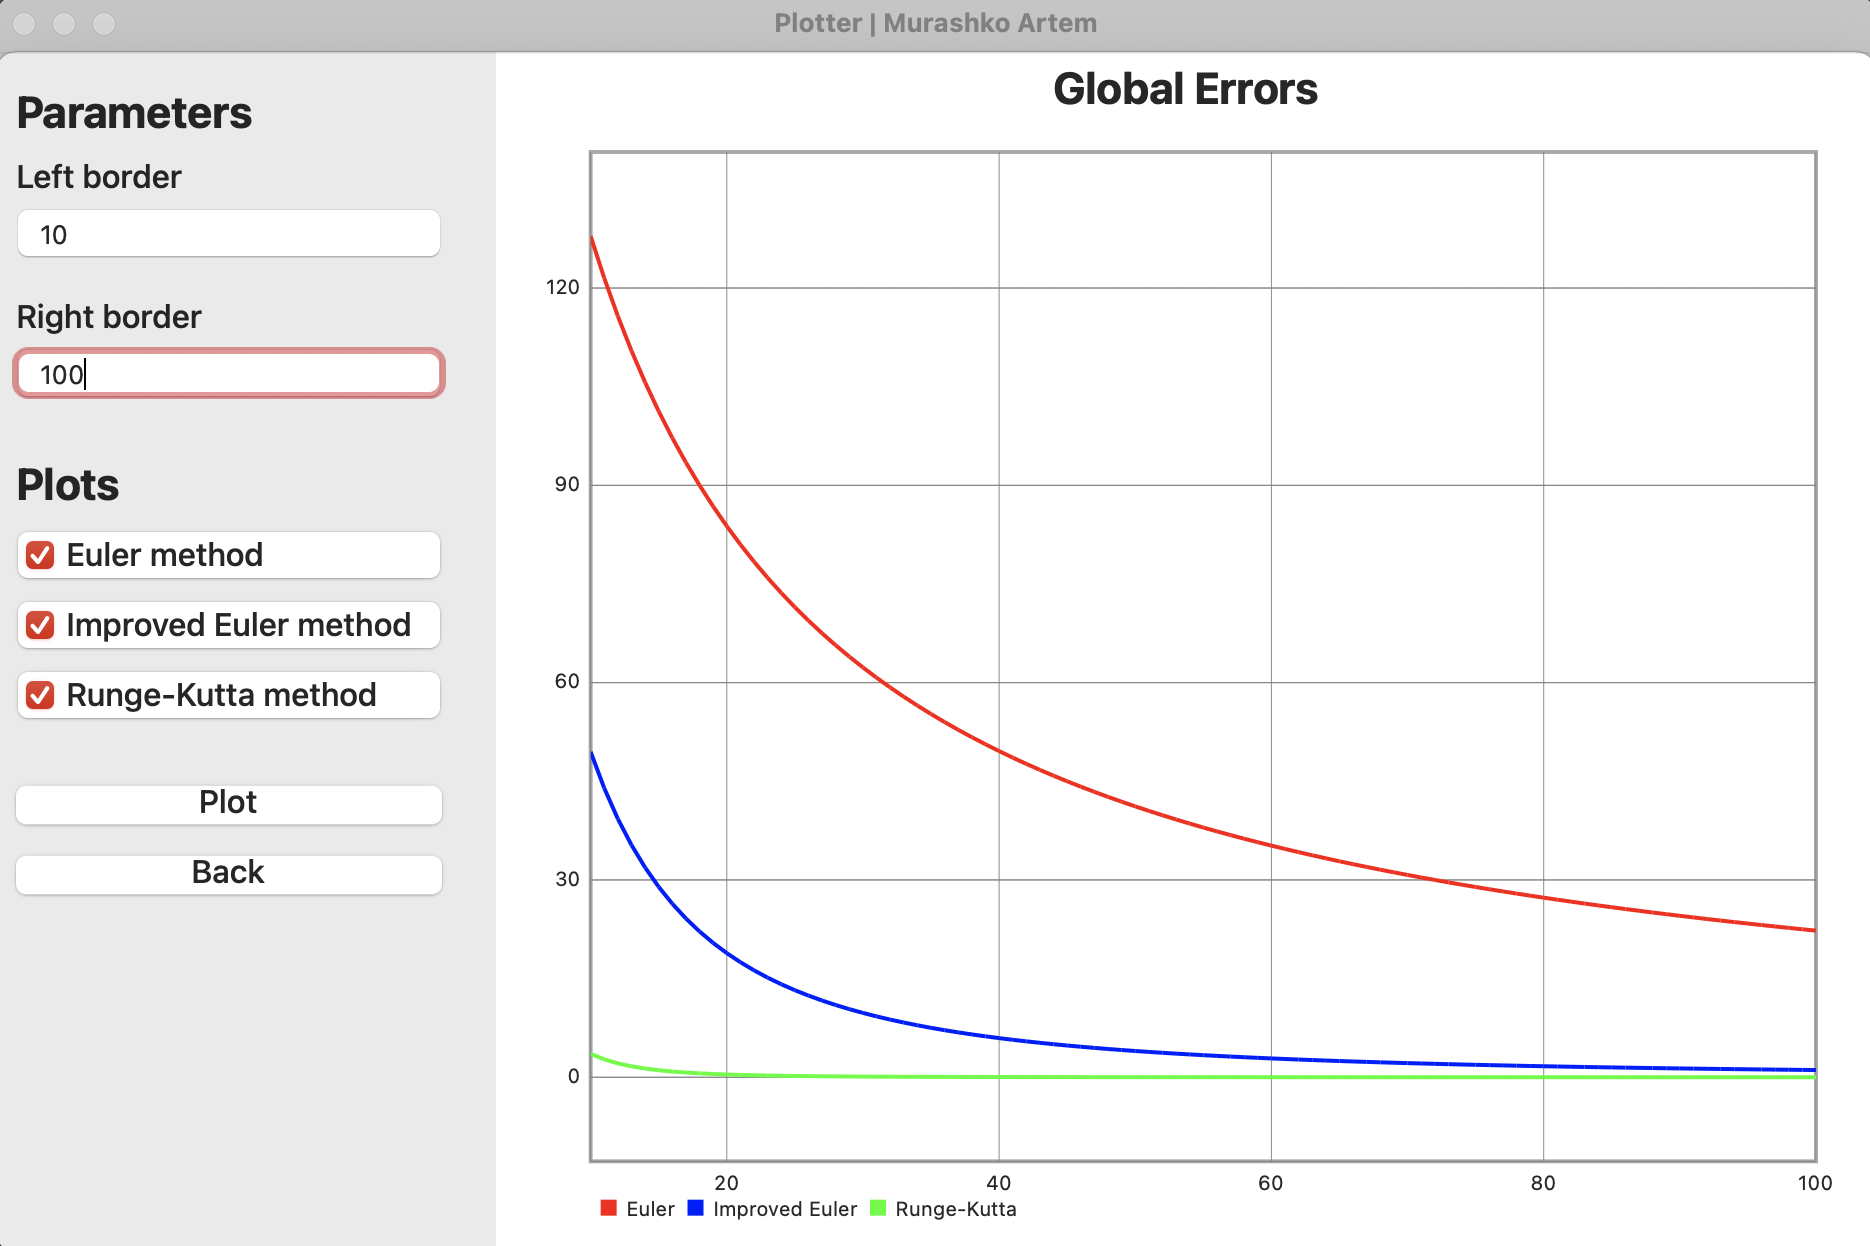 Plotter | Murashko Artem
Parameters
Left border
10
Right border
100
Plots
Euler method
Improved Euler method
Runge-Kutta method
Plot
Back
Global Errors
120
90
60
30
0
20 40 60 80 100
Euler Improved Euler Runge-Kutta